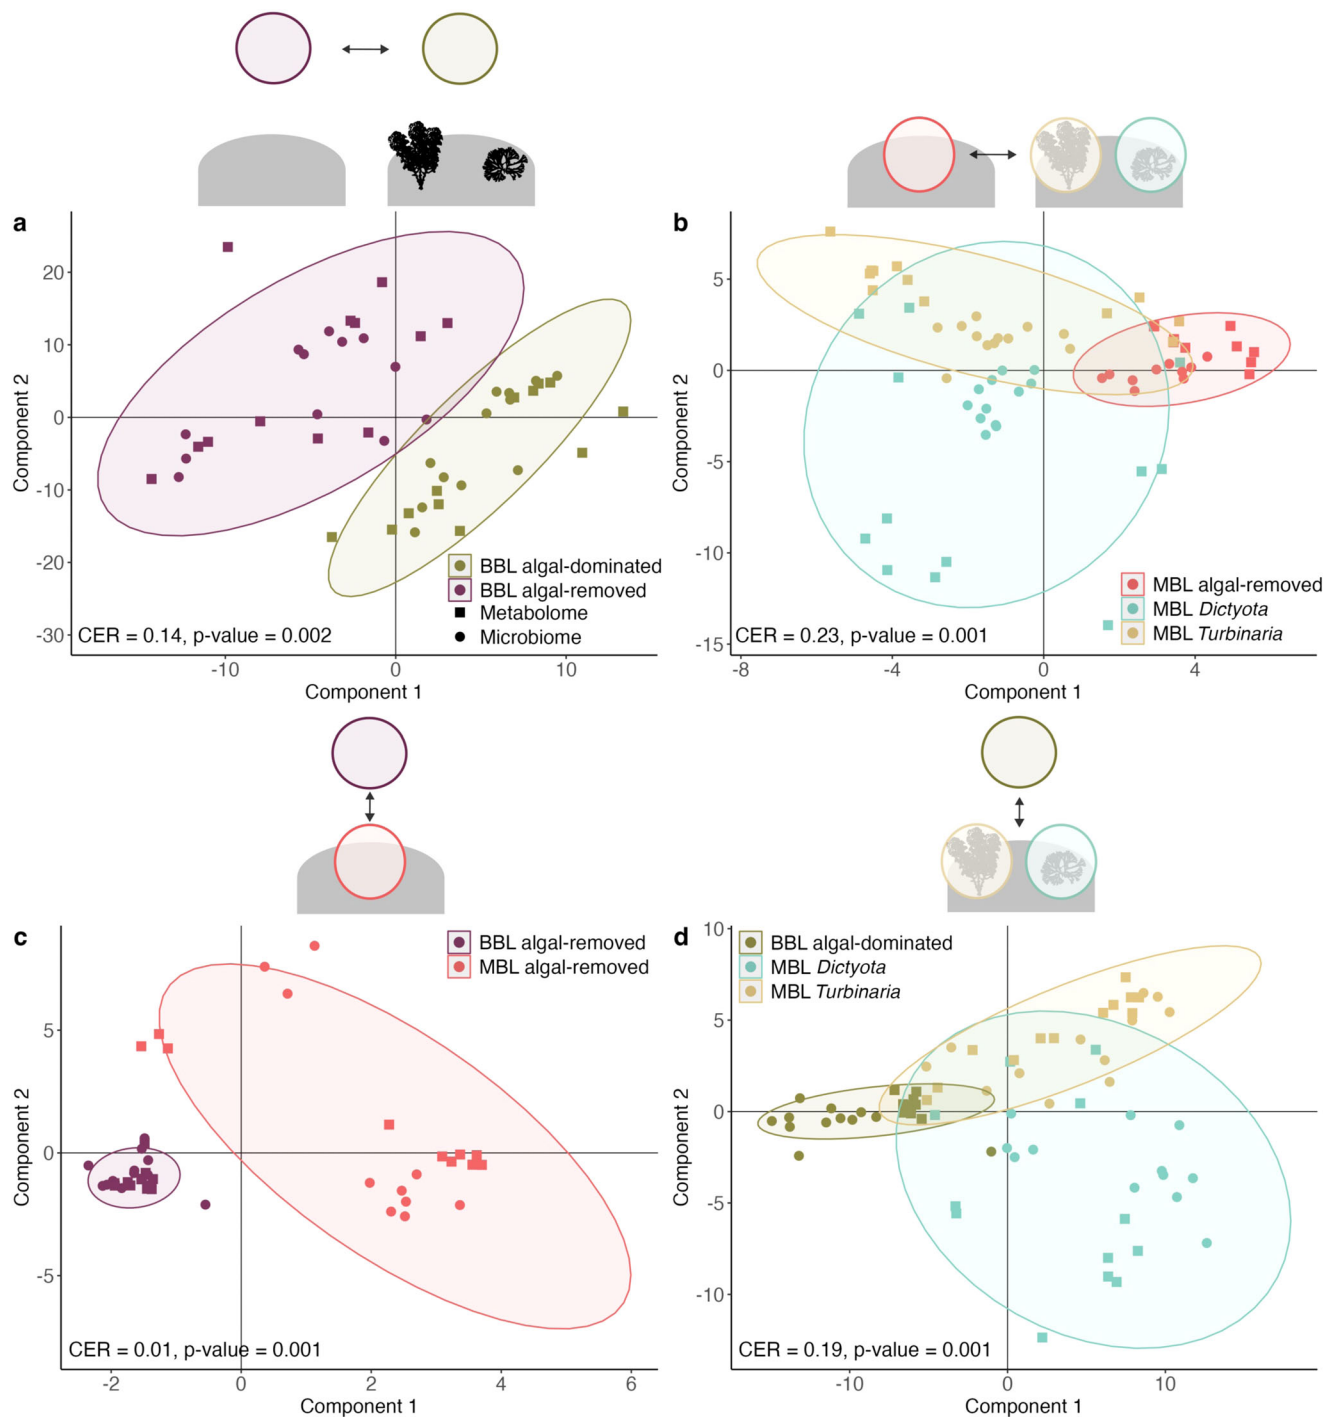 a
20
10
0
-10
-20
-30
Component 2
BBL algal-dominated
BBL algal-removed
Metabolome
Microbiome
CER = 0.14, p-value = 0.002
-10
0
10
Component 1
b
5
0
-5
-10
-15
Component 2
MBL algal-removed
MBL Dictyota
MBL Turbinaria
CER = 0.23, p-value = 0.001
-8
-4
0
4
Component 1
c
BBL algal-removed
MBL algal-removed
5
0
-5
Component 2
CER = 0.01, p-value = 0.001
-2
0
2
4
6
Component 1
d
BBL algal-dominated
MBL Dictyota
MBL Turbinaria
10
5
0
-5
-10
Component 2
CER = 0.19, p-value = 0.001
-10
0
10
Component 1